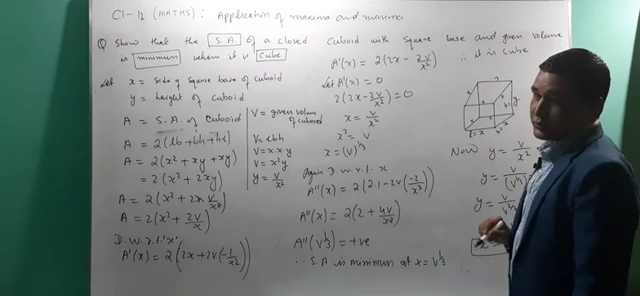 Cl-12 (MATHS): Application of maxima and minima
Q Show that the S.A of a closed Cuboid with Square base and given volume
is minimum when it is Cube
Let x = side of square base of cuboid
y = height of cuboid
A = S.A. of Cuboid
A = 2(lb+bh+hl)
A = 2(x²+xy+xy)
= 2(x²+2xy)
A = 2(x²+2x.V/x²)
A = 2(x²+2V/x)
D.w.r.t. 'x'
A'(x) = 2(2x+2V(-1/x²))
V = given volume of cuboid
V = lbh
V = x.x.y
V = x²y
y = V/x²
A'(x) = 2(2x-2V/x²)
Let A'(x) = 0
2(2x-2V/x²) = 0
x = V/x²
x³ = V
x = (V)^1/3
Again D.w.r.t. x
A''(x) = 2(2.1-2V(-2/x³))
A''(x) = 2(2+4V/x³)
A''(V^1/3) = +ve
∴ S.A is minimum at x = V^1/3
∴ it is cube
Now y = V/x²
y = V/(V^1/3)
y = V/V^2/3
∴